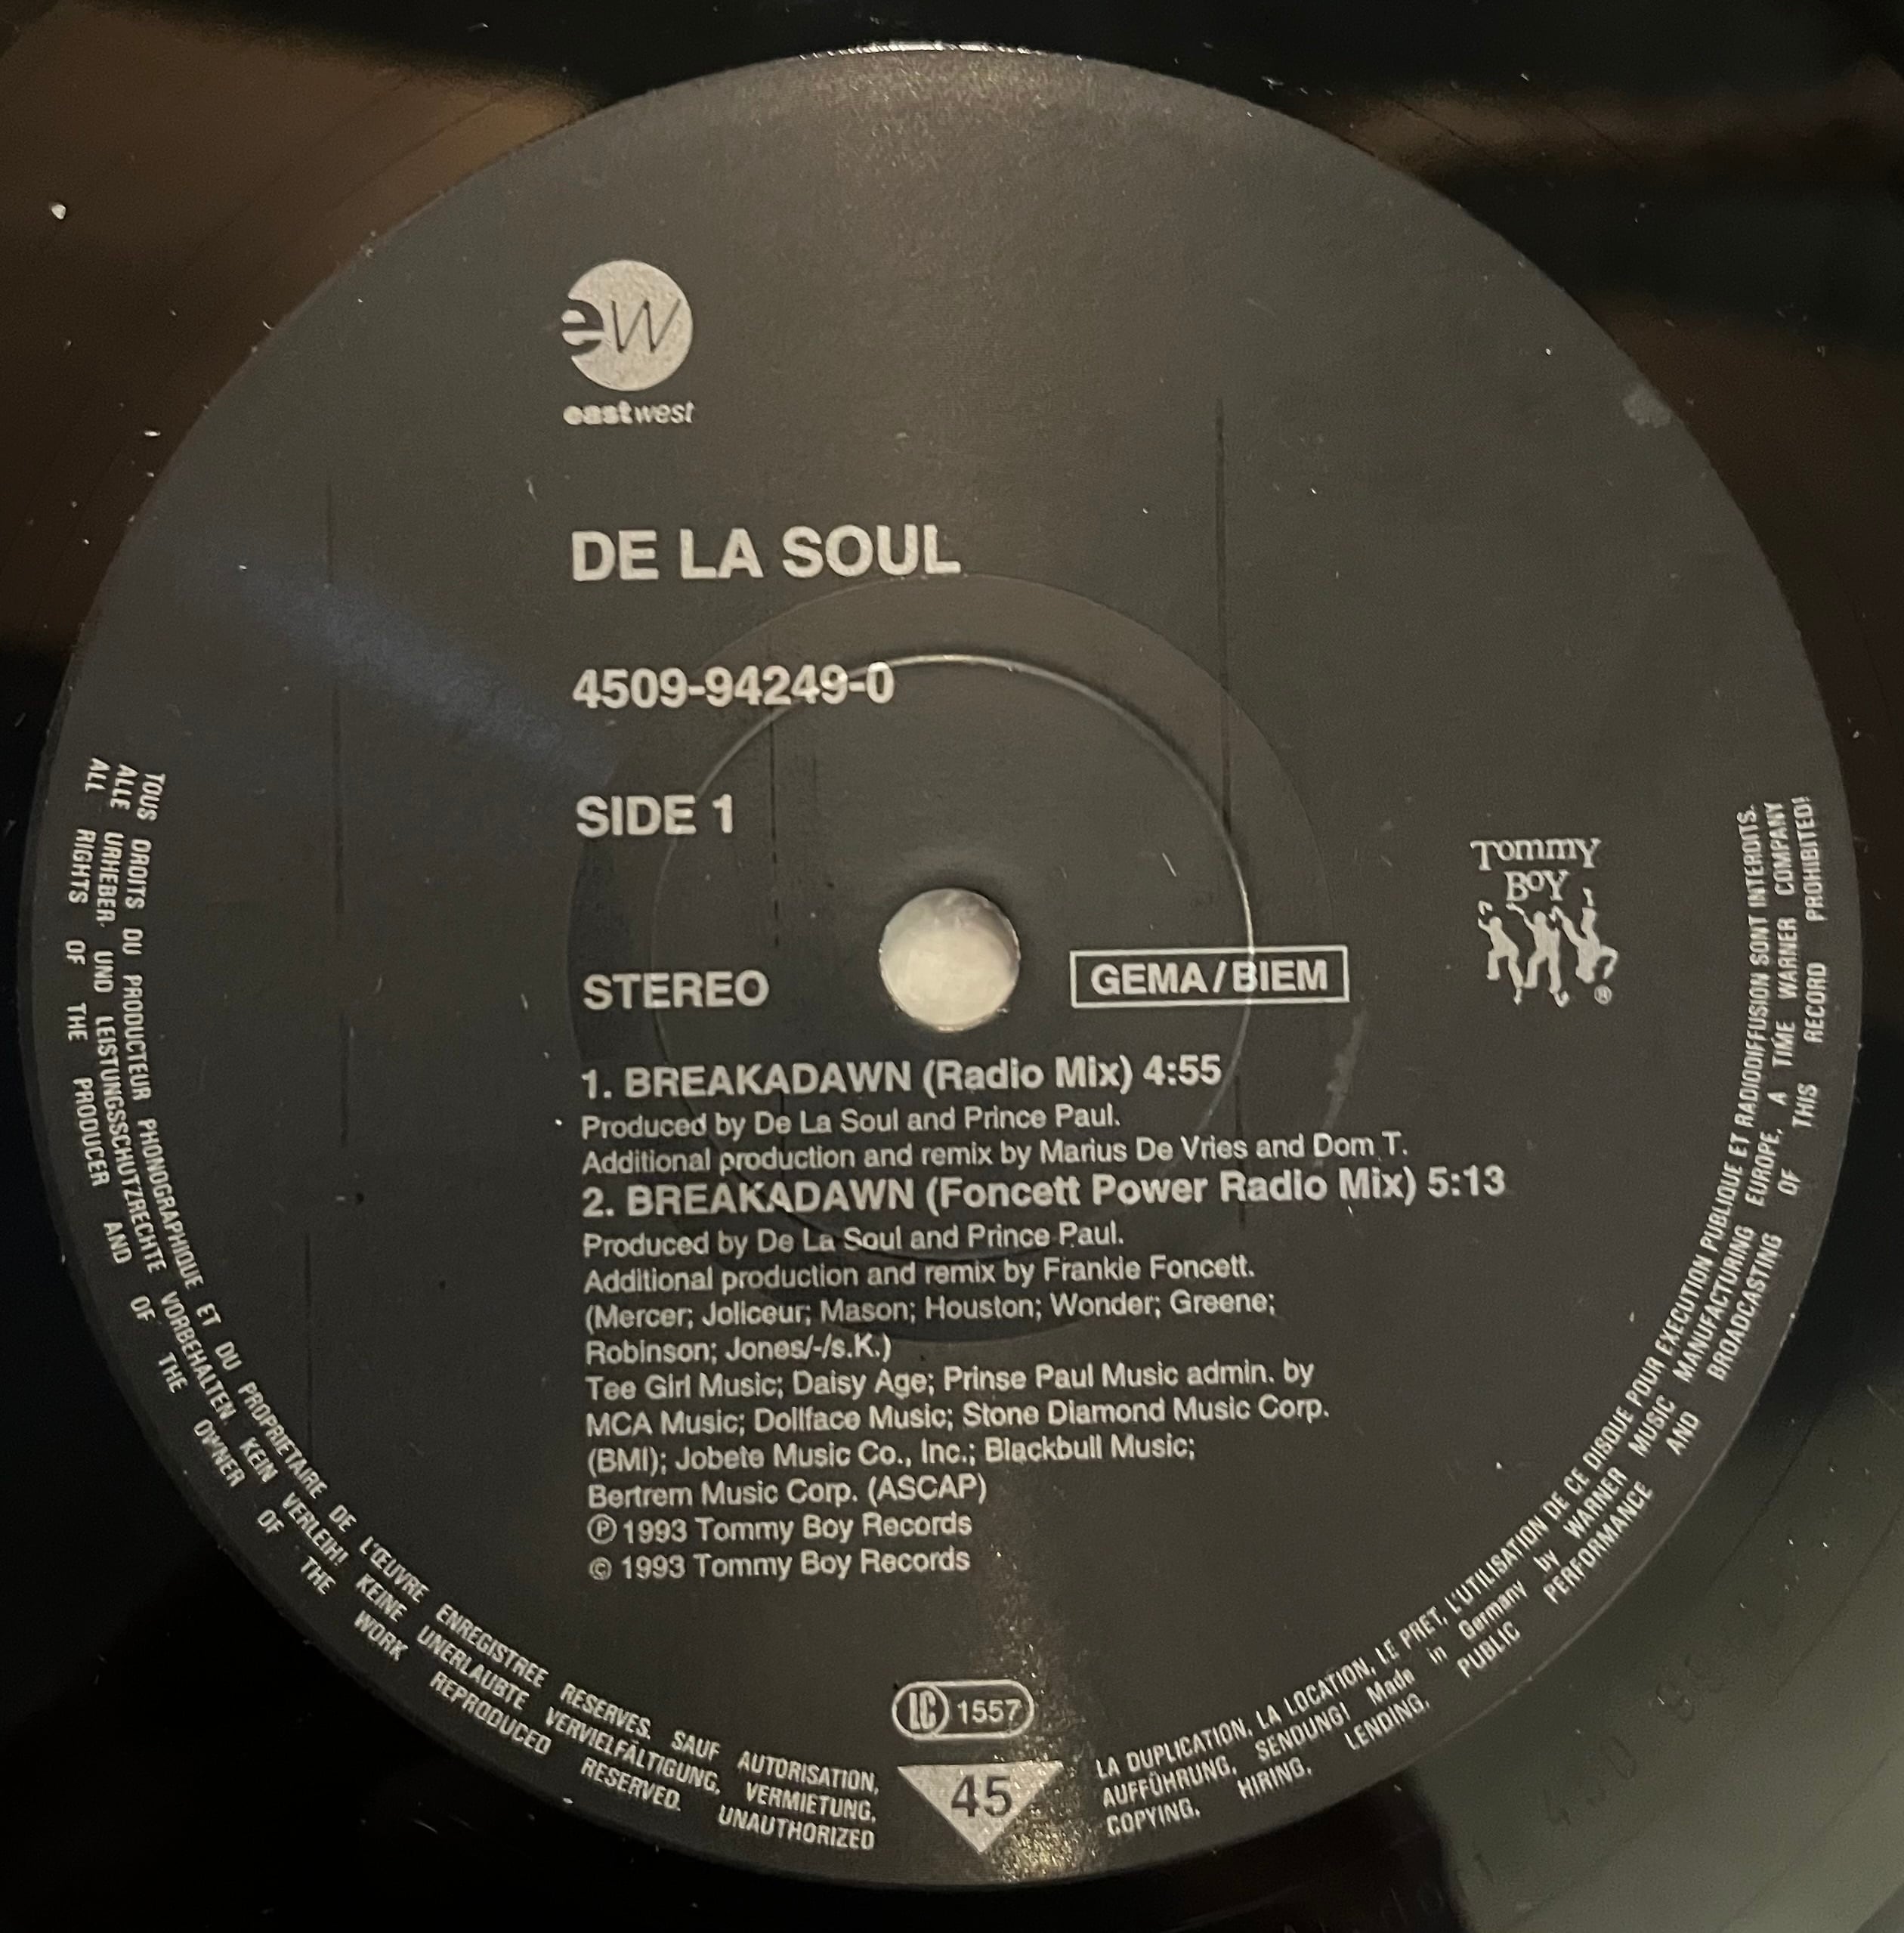 ew
eastwest
DE LA SOUL
4509-94249-0
SIDE 1
Tommy
BOY
®
STEREO
GEMA/BIEM
1. BREAKADAWN (Radio Mix) 4:55
Produced by De La Soul and Prince Paul.
Additional production and remix by Marius De Vries and Dom T.
2. BREAKADAWN (Foncett Power Radio Mix) 5:13
Produced by De La Soul and Prince Paul.
Additional production and remix by Frankie Foncett.
(Mercer; Joliceur; Mason; Houston; Wonder; Greene;
Robinson; Jones/-/s.K.)
Tee Girl Music; Daisy Age; Prinse Paul Music admin. by
MCA Music; Dollface Music; Stone Diamond Music Corp.
(BMI); Jobete Music Co., Inc.; Blackbull Music;
Bertrem Music Corp. (ASCAP)
℗ 1993 Tommy Boy Records
© 1993 Tommy Boy Records
LC 1557
45
TOUS DROITS DU PRODUCTEUR PHONOGRAPHIQUE ET DU PROPRIETAIRE DE L'ŒUVRE ENREGISTREE RESERVES. SAUF AUTORISATION, LA DUPLICATION, LA LOCATION, LE PRET, L'UTILISATION DE CE DISQUE POUR EXECUTION PUBLIQUE ET RADIODIFFUSION SONT INTERDITS.
ALLE URHEBER- UND LEISTUNGSSCHUTZRECHTE VORBEHALTEN KEIN VERLEIH! KEINE UNERLAUBTE VERVIELFÄLTIGUNG, VERMIETUNG, AUFFÜHRUNG, SENDUNG! Made in Germany by WARNER MUSIC MANUFACTURING EUROPE, A TIME WARNER COMPANY
ALL RIGHTS OF THE PRODUCER AND OF THE OWNER OF THE WORK REPRODUCED RESERVED. UNAUTHORIZED COPYING, HIRING, LENDING, PUBLIC PERFORMANCE AND BROADCASTING OF THIS RECORD PROHIBITED!